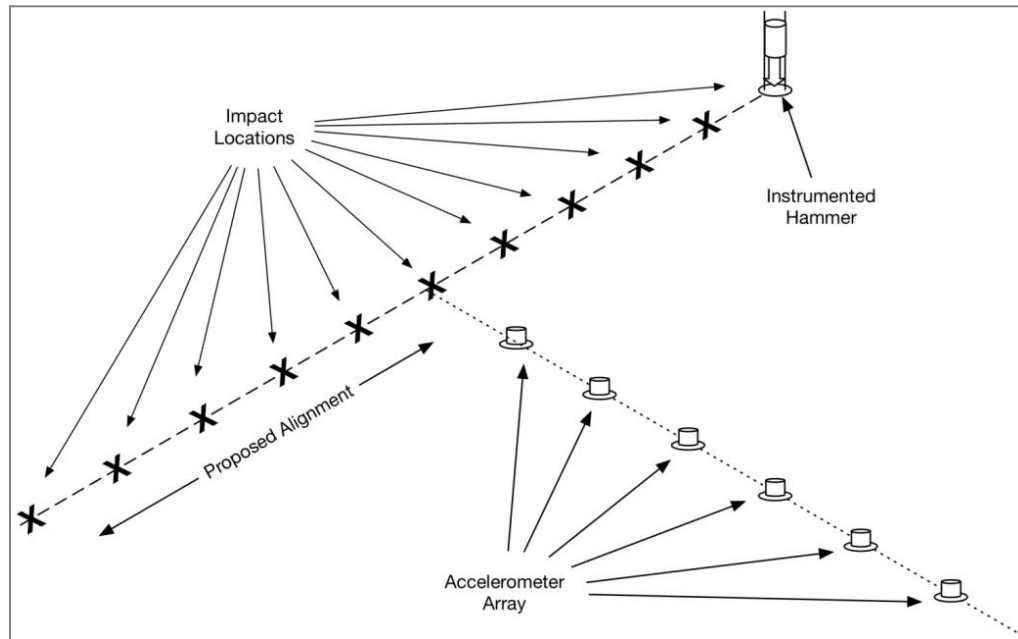 Impact
Locations
Instrumented
Hammer
Proposed Alignment
Accelerometer
Array